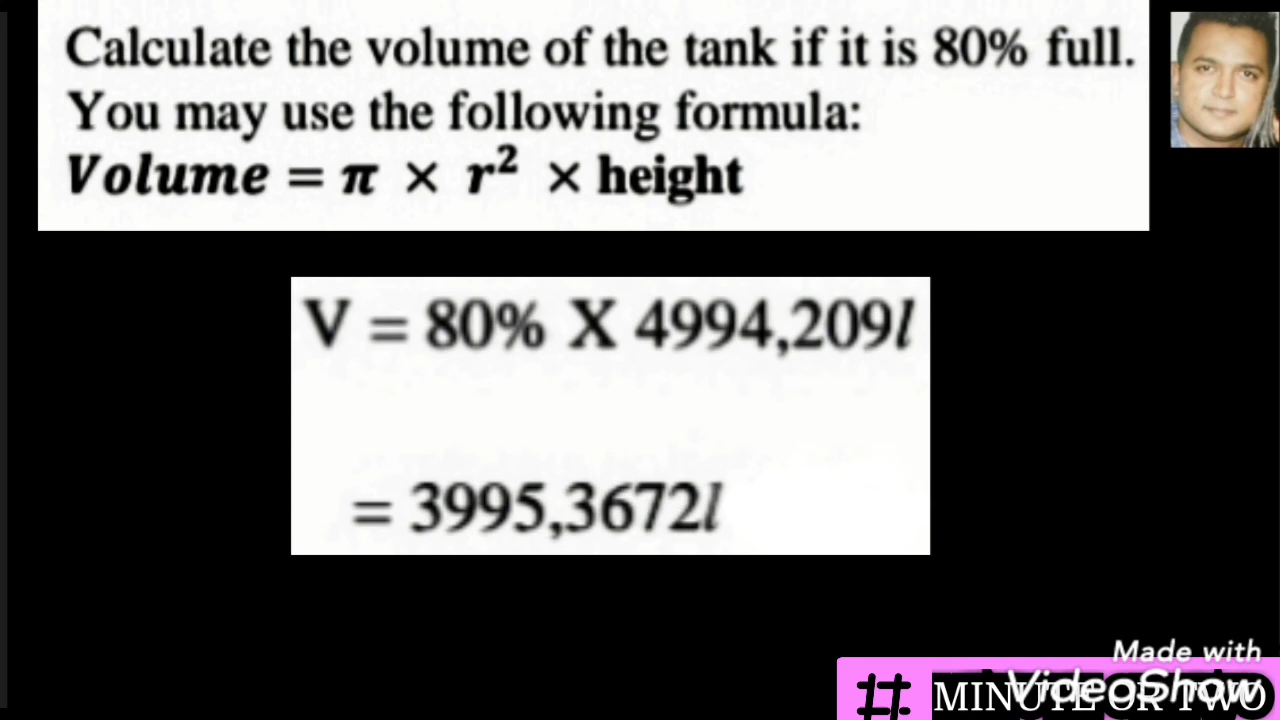 Calculate the volume of the tank if it is 80% full.
You may use the following formula:
Volume = π × r² × height
V = 80% X 4994,209l
= 3995,3672l
Made with
VideoShow
# MINUTE OR TWO